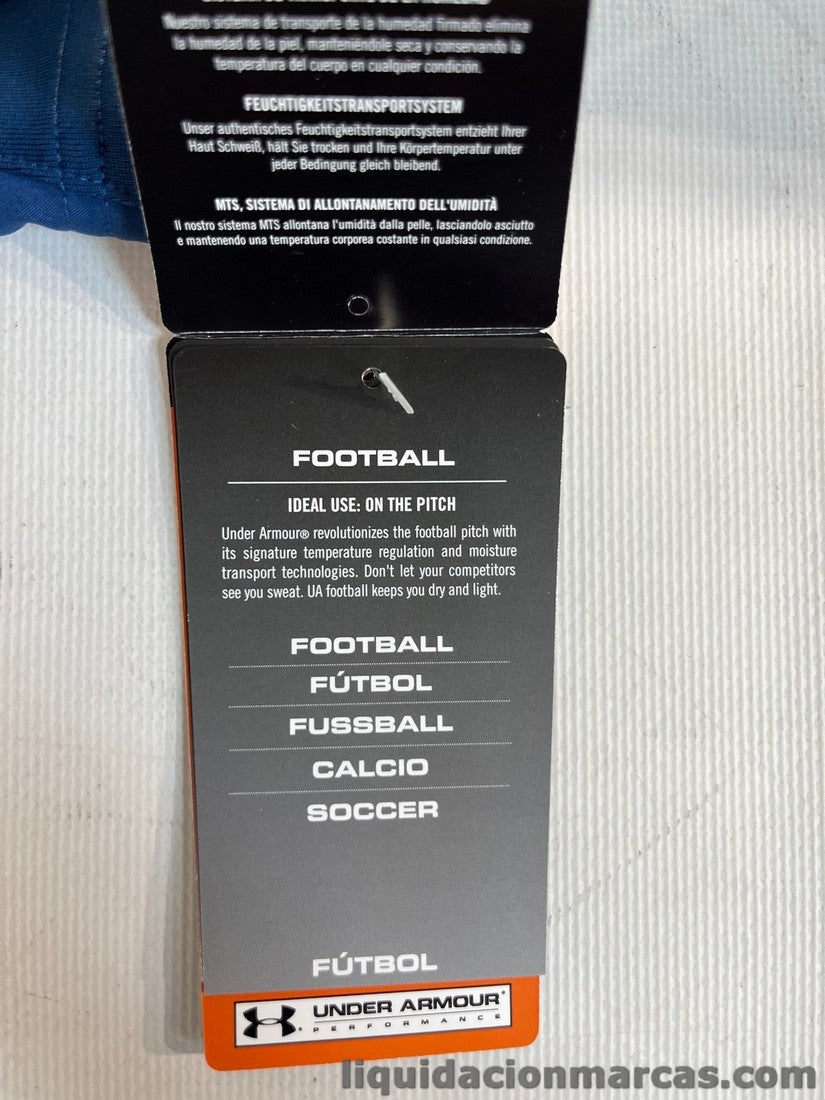 Nuestro sistema de transporte de la humedad firmado elimina
la humedad de la piel, manteniéndole seca y conservando la
temperatura del cuerpo en cualquier condición.
FEUCHTIGKEITSTRANSPORTSYSTEM
Unser authentisches Feuchtigkeitstransportsystem entzieht Ihrer
Haut Schweiß, hält Sie trocken und Ihre Körpertemperatur unter
jeder Bedingung gleich bleibend.
MTS, SISTEMA DI ALLONTANAMENTO DELL'UMIDITÀ
Il nostro sistema MTS allontana l'umidità dalla pelle, lasciandolo asciutto
e mantenendo una temperatura corporea costante in qualsiasi condizione.
FOOTBALL
IDEAL USE: ON THE PITCH
Under Armour® revolutionizes the football pitch with
its signature temperature regulation and moisture
transport technologies. Don't let your competitors
see you sweat. UA football keeps you dry and light.
FOOTBALL
FÚTBOL
FUSSBALL
CALCIO
SOCCER
FÚTBOL
UNDER ARMOUR®
PERFORMANCE
liquidacionmarcas.com